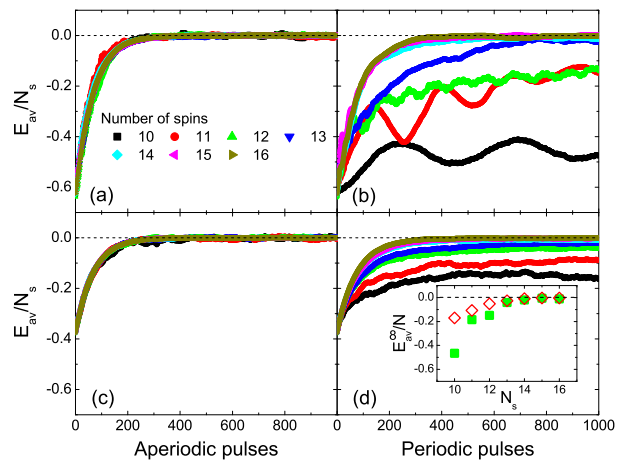 0.0
-0.2
-0.4
-0.6
E_av/N_s
Number of spins
10 11 12 13
14 15 16
(a)
(b)
0.0
-0.2
-0.4
-0.6
E_av/N_s
(c)
(d)
0 200 400 600 800
0 200 400 600 800 1000
Aperiodic pulses
Periodic pulses
0.0
-0.2
-0.4
-0.6
E_av^∞/N
10 12 14 16
N_s